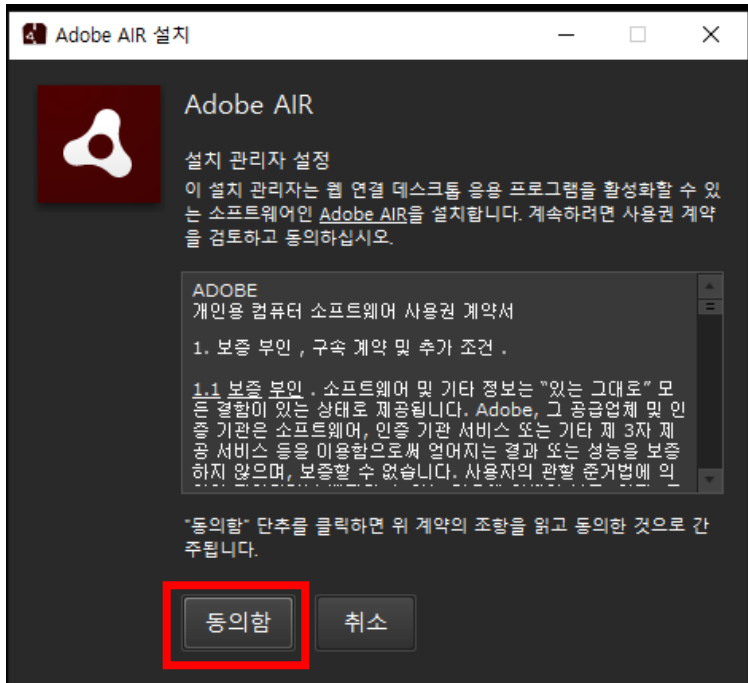 Adobe AIR 설치
Adobe AIR
설치 관리자 설정
이 설치 관리자는 웹 연결 데스크톱 응용 프로그램을 활성화할 수 있
는 소프트웨어인 Adobe AIR을 설치합니다. 계속하려면 사용권 계약
을 검토하고 동의하십시오.
ADOBE
개인용 컴퓨터 소프트웨어 사용권 계약서
1. 보증 부인 , 구속 계약 및 추가 조건 .
1.1 보증 부인 . 소프트웨어 및 기타 정보는 “있는 그대로” 모
든 결함이 있는 상태로 제공됩니다. Adobe, 그 공급업체 및 인
증 기관은 소프트웨어, 인증 기관 서비스 또는 기타 제 3자 제
공 서비스 등을 이용함으로써 얻어지는 결과 또는 성능을 보증
하지 않으며, 보증할 수 없습니다. 사용자의 관할 준거법에 의
"동의함" 단추를 클릭하면 위 계약의 조항을 읽고 동의한 것으로 간
주됩니다.
동의함
취소